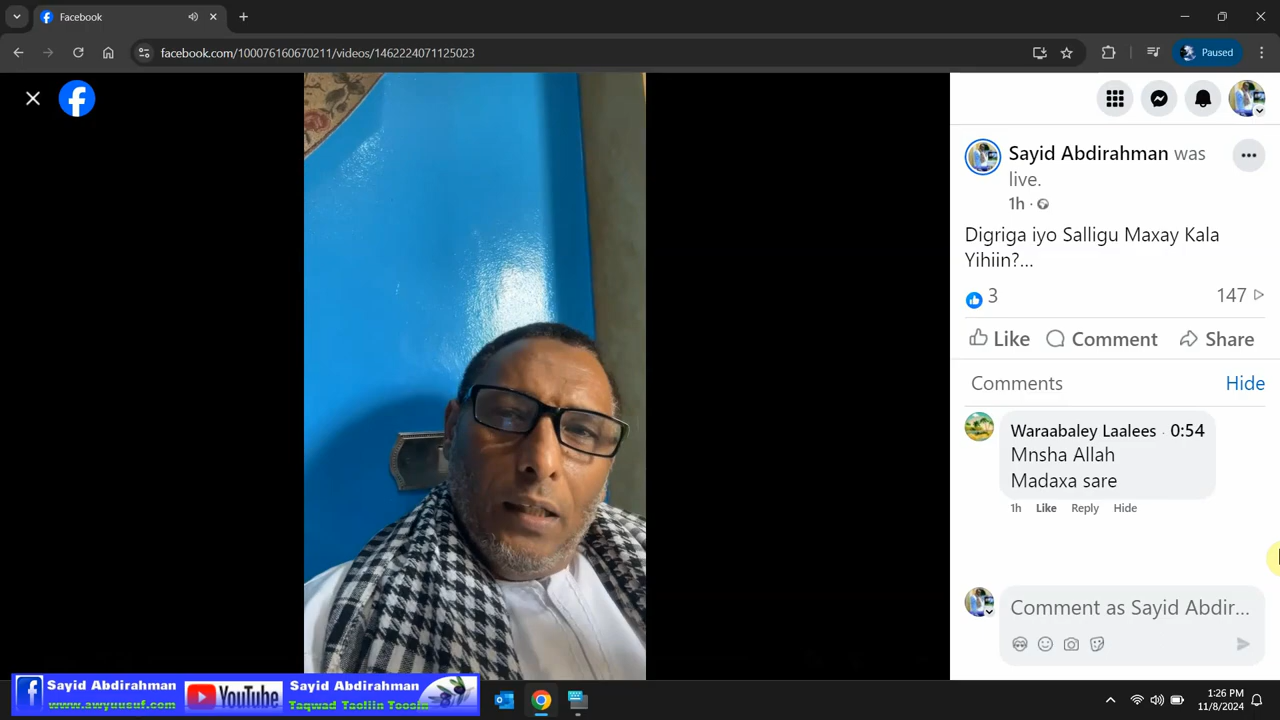 Facebook
facebook.com/100076160670211/videos/1462224071125023
Paused
Sayid Abdirahman was
live.
1h ·
Digriga iyo Salligu Maxay Kala
Yihiin?...
3
147
Like
Comment
Share
Comments
Hide
Waraabaley Laalees · 0:54
Mnsha Allah
Madaxa sare
1h Like Reply Hide
Comment as Sayid Abdir...
Sayid Abdirahman
www.awyuusuf.com
YouTube
Sayid Abdirahman
Taqwad Taoliin Toosin
1:26 PM
11/8/2024